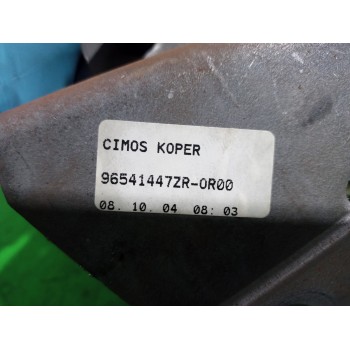 CIMOS KOPER
96541447ZR-0R00
08. 10. 04 08: 03